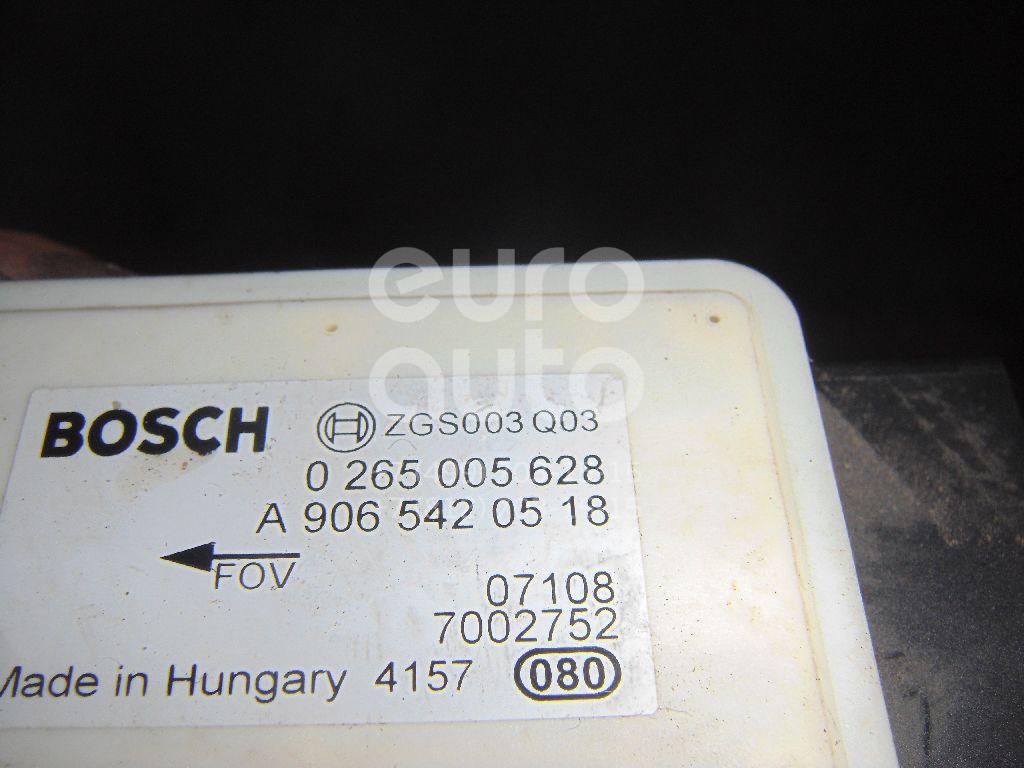 euro
auto
BOSCH ZGS003 Q03
0 265 005 628
A 906 542 05 18
FOV
07108
7002752
Made in Hungary 4157 080